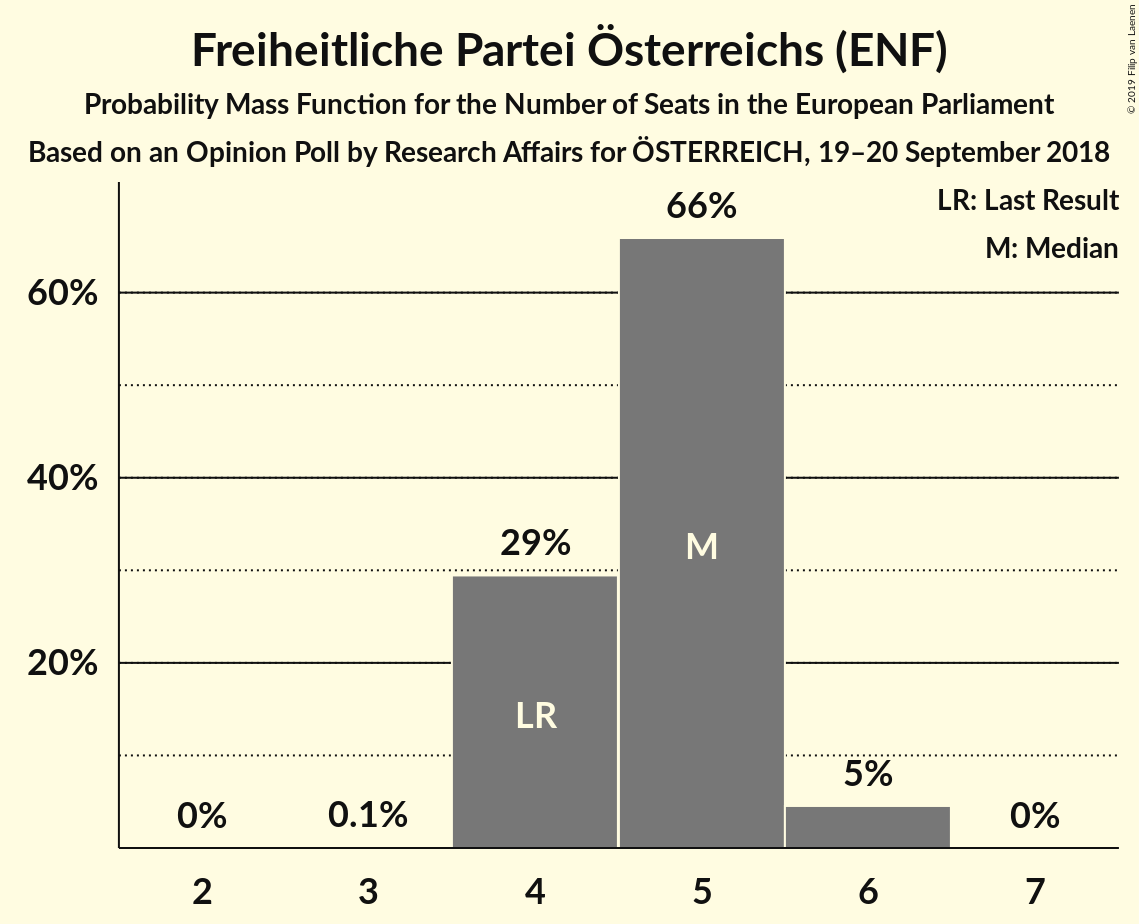 Freiheitliche Partei Österreichs (ENF)
Probability Mass Function for the Number of Seats in the European Parliament
Based on an Opinion Poll by Research Affairs for ÖSTERREICH, 19–20 September 2018
© 2019 Filip van Laenen
LR: Last Result
M: Median
66%
60%
40%
29%
M
20%
LR
5%
0%
0.1%
0%
2 3 4 5 6 7